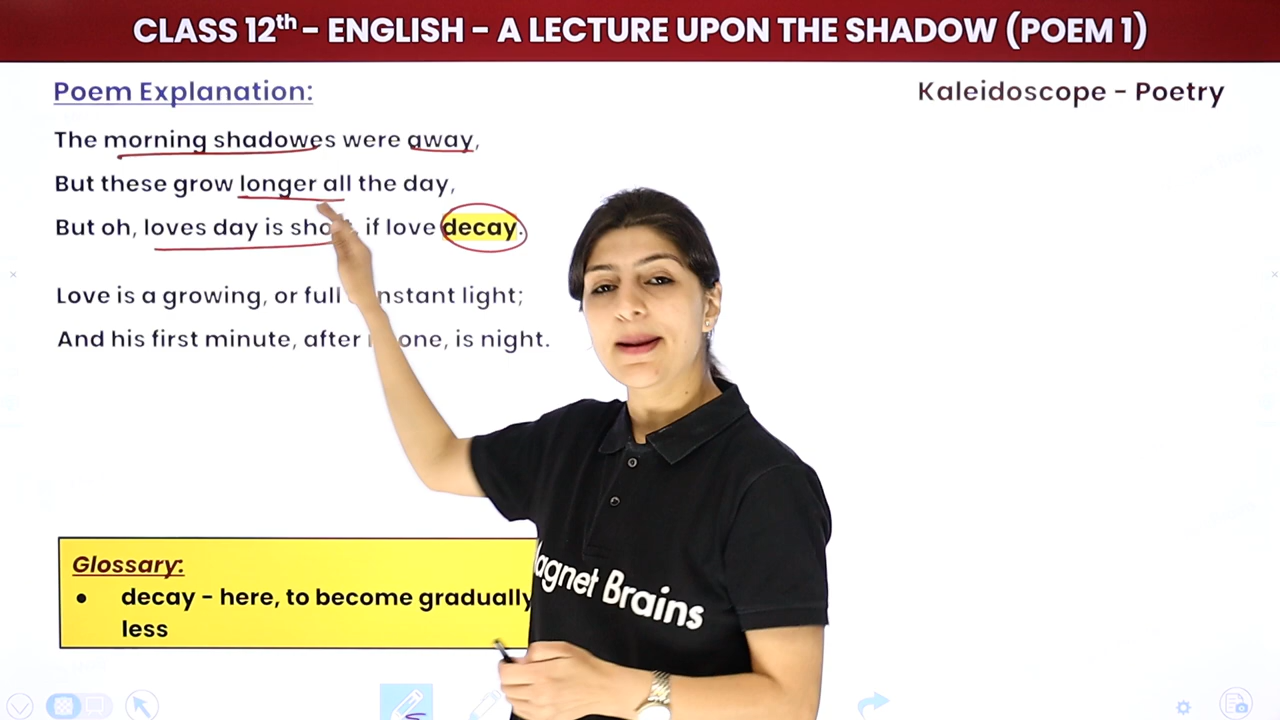 CLASS 12th - ENGLISH - A LECTURE UPON THE SHADOW (POEM 1)
Poem Explanation:
Kaleidoscope - Poetry
The morning shadowes were away,
But these grow longer all the day,
But oh, loves day is if love decay.
Love is a growing, or full light;
And his first minute, after is night.
Glossary:
• decay - here, to become gradually
less
Brains